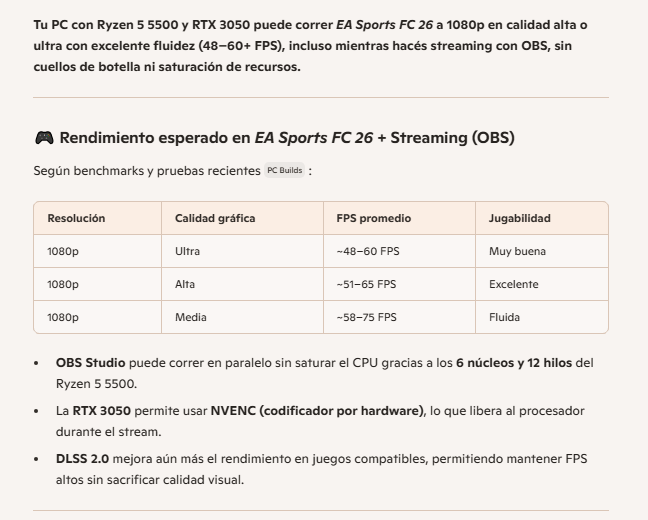 Tu PC con Ryzen 5 5500 y RTX 3050 puede correr EA Sports FC 26 a 1080p en calidad alta o
ultra con excelente fluidez (48–60+ FPS), incluso mientras hacés streaming con OBS, sin
cuellos de botella ni saturación de recursos.
🎮 Rendimiento esperado en EA Sports FC 26 + Streaming (OBS)
Según benchmarks y pruebas recientes PC Builds :
Resolución Calidad gráfica FPS promedio Jugabilidad
1080p Ultra ~48–60 FPS Muy buena
1080p Alta ~51–65 FPS Excelente
1080p Media ~58–75 FPS Fluida
• OBS Studio puede correr en paralelo sin saturar el CPU gracias a los 6 núcleos y 12 hilos del
Ryzen 5 5500.
• La RTX 3050 permite usar NVENC (codificador por hardware), lo que libera al procesador
durante el stream.
• DLSS 2.0 mejora aún más el rendimiento en juegos compatibles, permitiendo mantener FPS
altos sin sacrificar calidad visual.